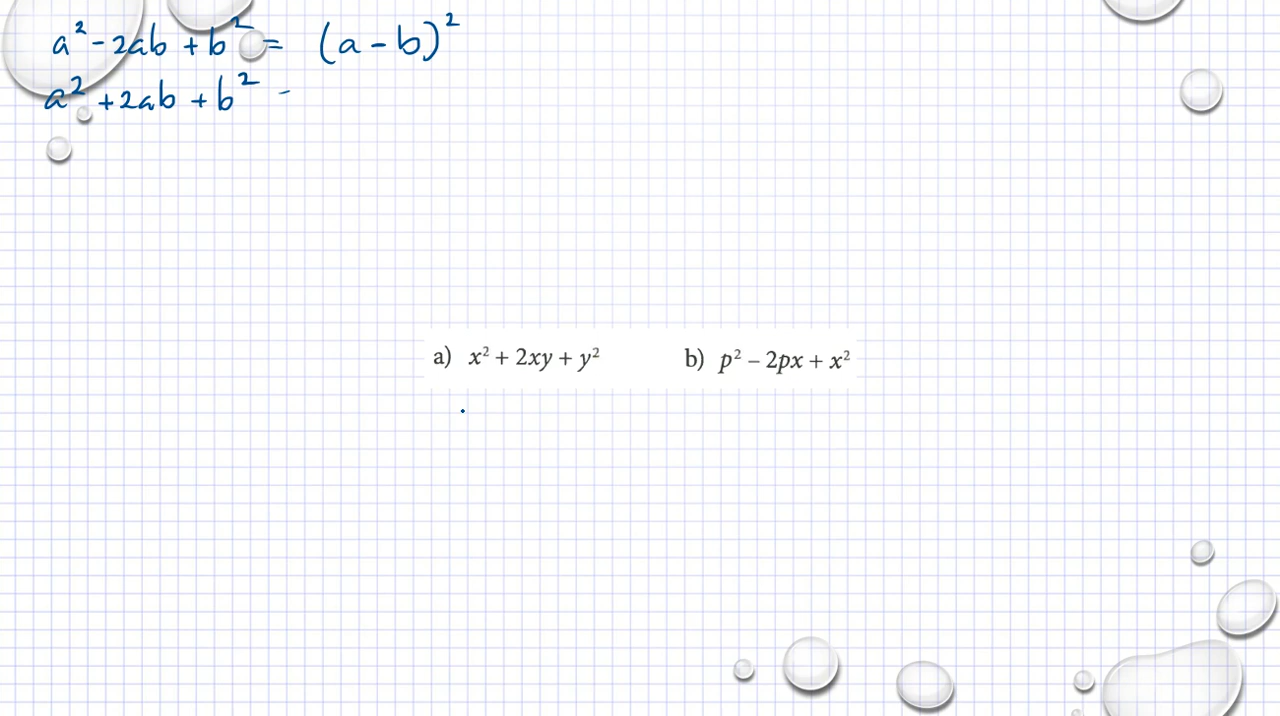 a² - 2ab + b² = (a - b)²
a² + 2ab + b² -
a) x² + 2xy + y² b) p² – 2px + x²